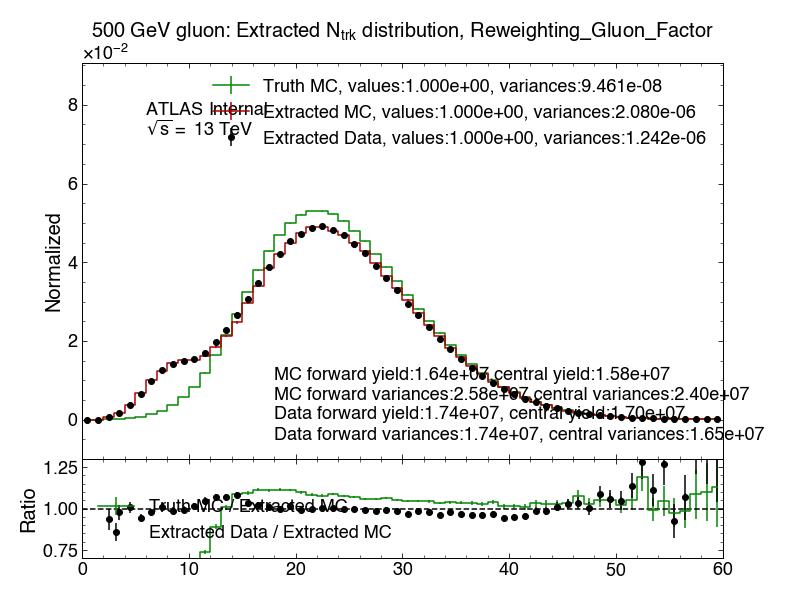 500 GeV gluon: Extracted Ntrk distribution, Reweighting_Gluon_Factor
×10−2
Truth MC, values:1.000e+00, variances:9.461e-08
ATLAS Internal
Extracted MC, values:1.000e+00, variances:2.080e-06
√s = 13 TeV
Extracted Data, values:1.000e+00, variances:1.242e-06
8
6
4
2
0
Normalized
MC forward yield:1.64e+07,central yield:1.58e+07
MC forward variances:2.58e+07,central variances:2.40e+07
Data forward yield:1.74e+07, central yield:1.70e+07
Data forward variances:1.74e+07, central variances:1.65e+07
1.25
1.00
0.75
Ratio
Truth MC / Extracted MC
Extracted Data / Extracted MC
0 10 20 30 40 50 60